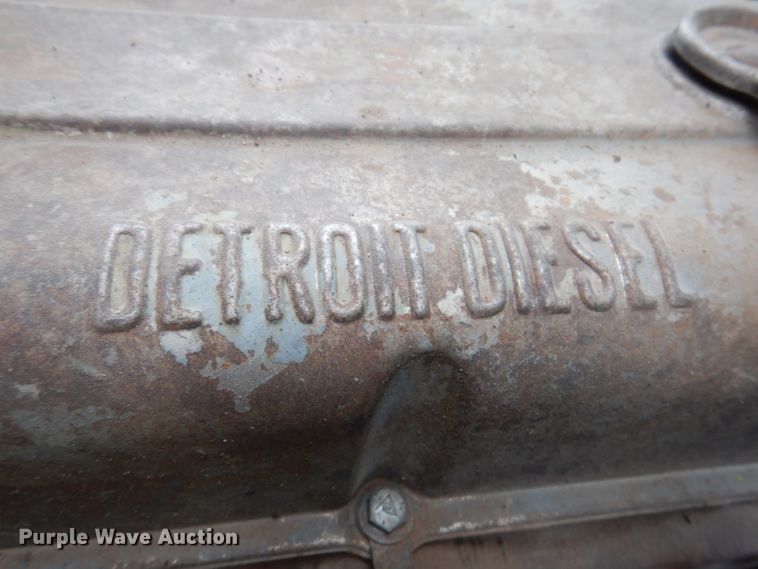 DETROIT DIESEL
Purple Wave Auction